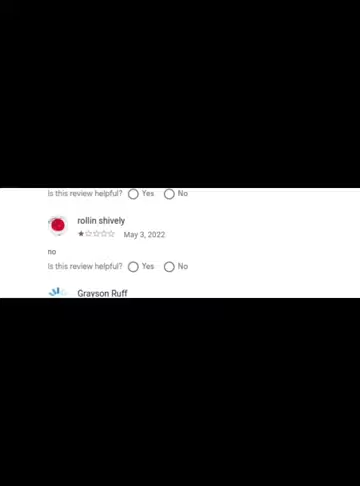 Is this review helpful? Yes No
rollin shively
May 3, 2022
no
Is this review helpful? Yes No
Grayson Ruff